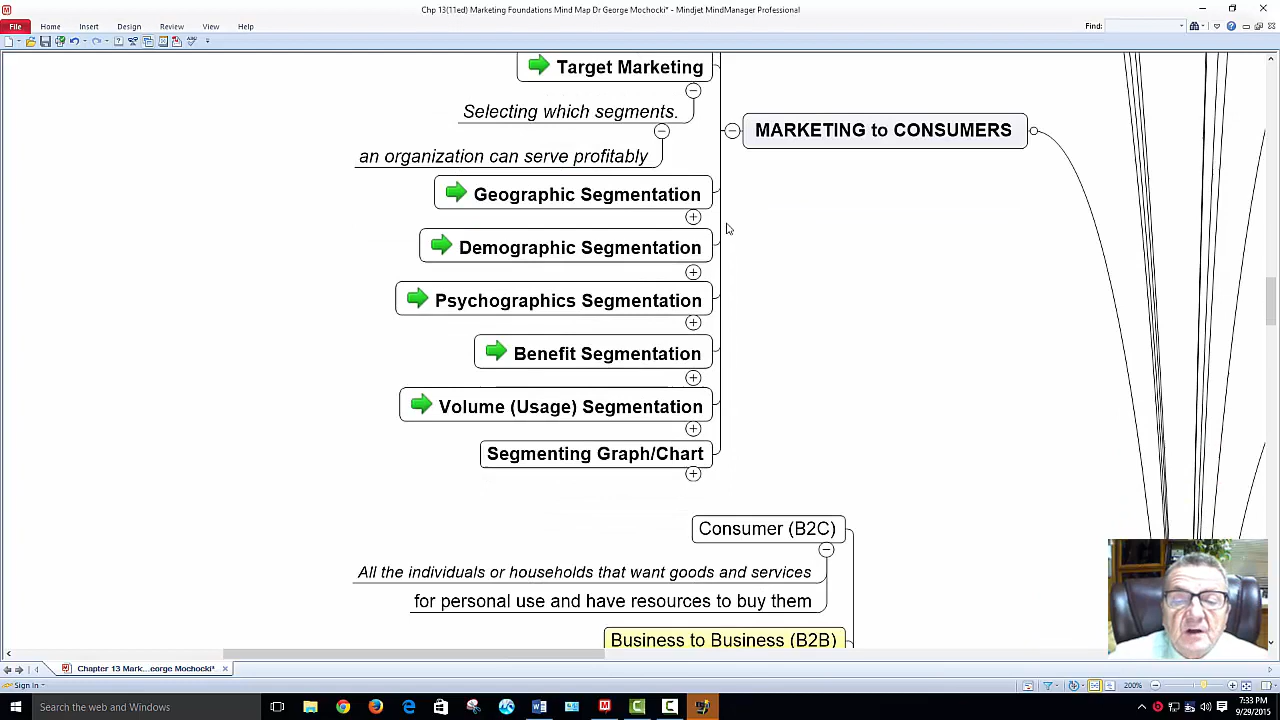 Chp 13(11ed) Marketing Foundations Mind Map Dr George Mochocki* - Mindjet MindManager Professional
File Home Insert Design Review View Help Find:
Target Marketing
Selecting which segments.
MARKETING to CONSUMERS
an organization can serve profitably
Geographic Segmentation
Demographic Segmentation
Psychographics Segmentation
Benefit Segmentation
Volume (Usage) Segmentation
Segmenting Graph/Chart
Consumer (B2C)
All the individuals or households that want goods and services
for personal use and have resources to buy them
Business to Business (B2B)
Chapter 13 Mark...eorge Mochocki*
Sign In 200%
Search the web and Windows
7:33 PM
9/29/2015